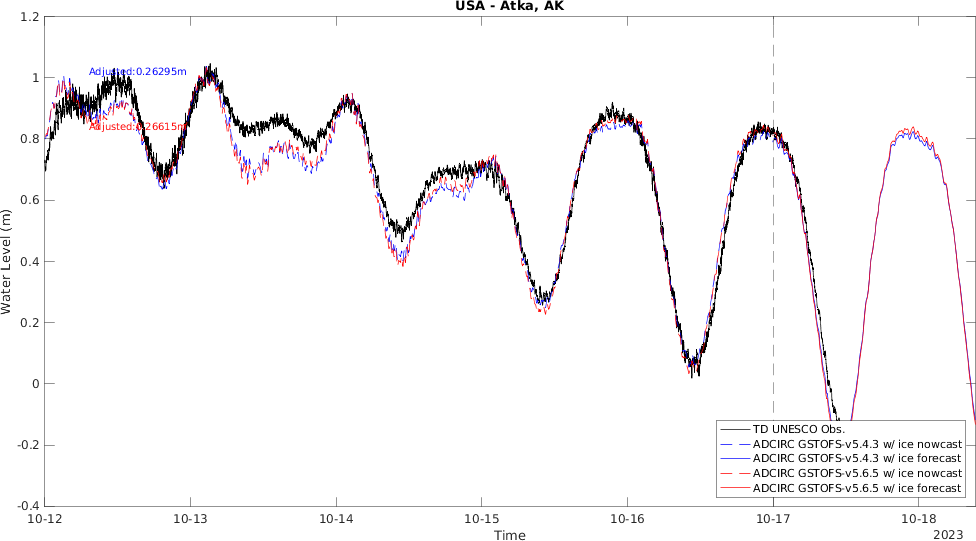 USA - Atka, AK
1.2
1
0.8
0.6
0.4
0.2
0
-0.2
-0.4
Water Level (m)
Adjusted:0.26295m
Adjusted:0.26615m
TD UNESCO Obs.
ADCIRC GSTOFS-v5.4.3 w/ ice nowcast
ADCIRC GSTOFS-v5.4.3 w/ ice forecast
ADCIRC GSTOFS-v5.6.5 w/ ice nowcast
ADCIRC GSTOFS-v5.6.5 w/ ice forecast
10-12 10-13 10-14 10-15 10-16 10-17 10-18
Time
2023